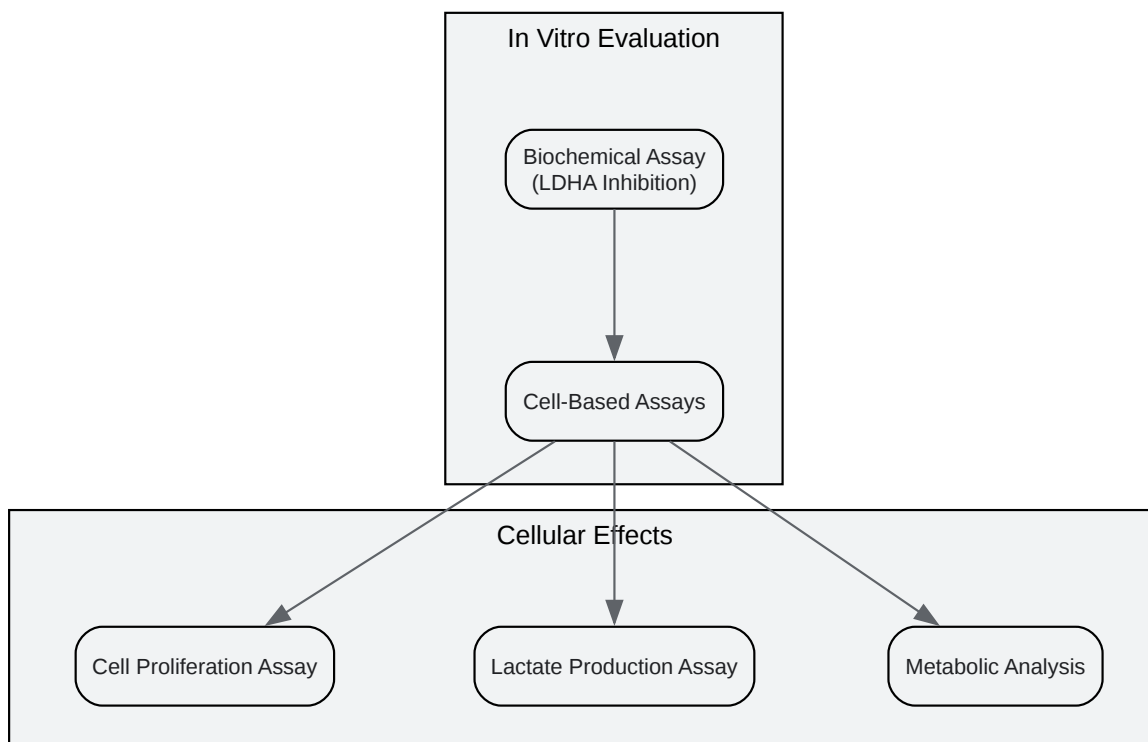 In Vitro Evaluation
Biochemical Assay
(LDHA Inhibition)
Cell-Based Assays
Cellular Effects
Cell Proliferation Assay
Lactate Production Assay
Metabolic Analysis